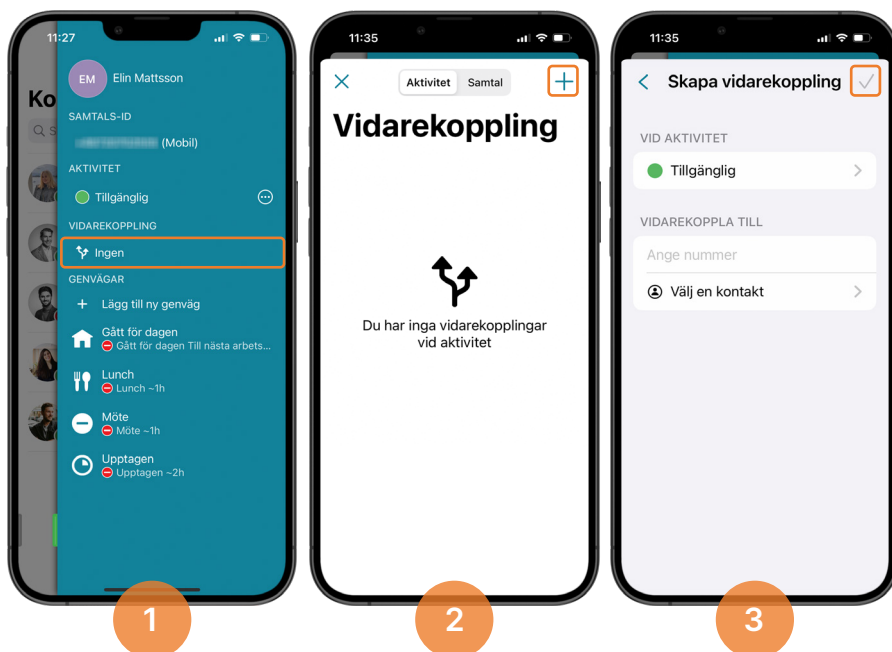 11:27
EM
Elin Mattsson
Ko
SAMTALS-ID
(Mobil)
AKTIVITET
Tillgänglig
VIDAREKOPPLING
Ingen
GENVÄGAR
+ Lägg till ny genväg
Gått för dagen
Gått för dagen Till nästa arbets...
Lunch
Lunch ~1h
Möte
Möte ~1h
Upptagen
Upptagen ~2h
1
11:35
Aktivitet Samtal
Vidarekoppling
Du har inga vidarekopplingar
vid aktivitet
2
11:35
Skapa vidarekoppling
VID AKTIVITET
Tillgänglig
VIDAREKOPPLA TILL
Ange nummer
Välj en kontakt
3